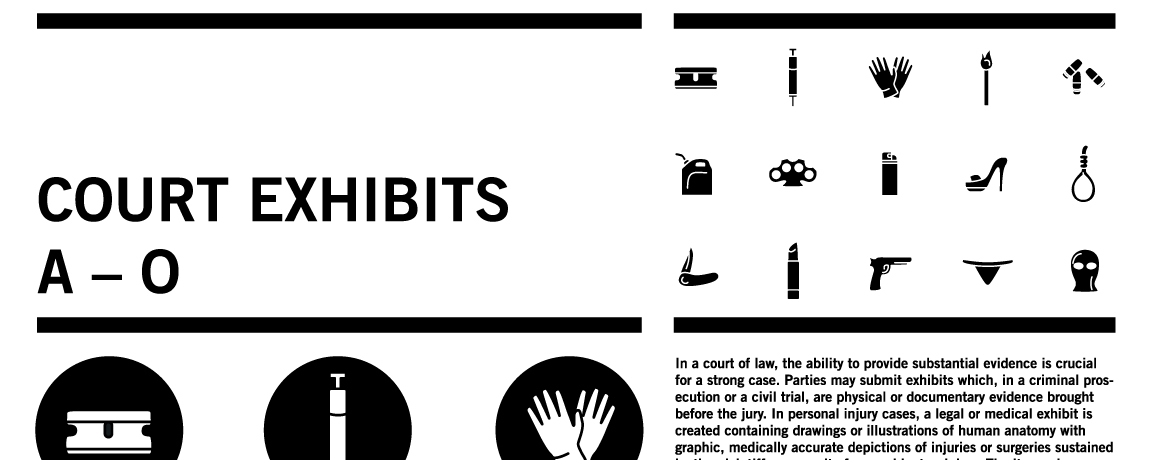 COURT EXHIBITS
A – O
In a court of law, the ability to provide substantial evidence is crucial
for a strong case. Parties may submit exhibits which, in a criminal pros-
ecution or a civil trial, are physical or documentary evidence brought
before the jury. In personal injury cases, a legal or medical exhibit is
created containing drawings or illustrations of human anatomy with
graphic, medically accurate depictions of injuries or surgeries sustained